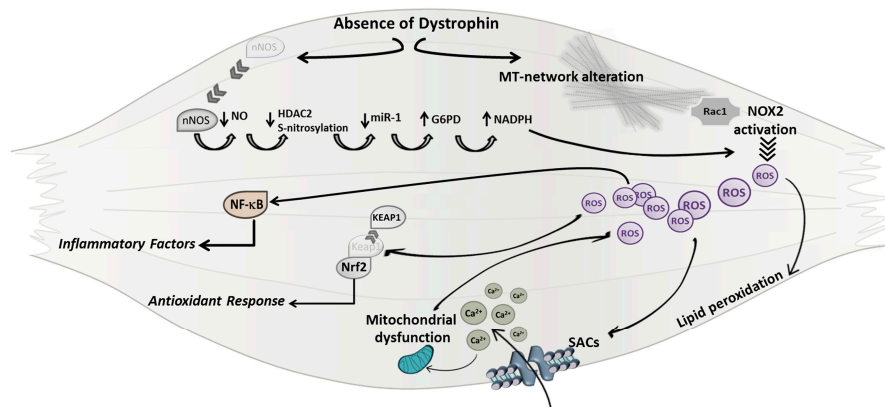 Absence of Dystrophin
nNOS
MT-network alteration
nNOS
NO
HDAC2
S-nitrosylation
miR-1
G6PD
NADPH
Rac1
NOX2
activation
ROS
ROS
ROS
ROS
ROS
ROS
ROS
ROS
ROS
ROS
NF-κB
KEAP1
Keap1
Nrf2
Inflammatory Factors
Antioxidant Response
Mitochondrial
dysfunction
Ca²⁺
Ca²⁺
Ca²⁺
Ca²⁺
Ca²⁺
Ca²⁺
Ca²⁺
Ca²⁺
SACs
Lipid peroxidation